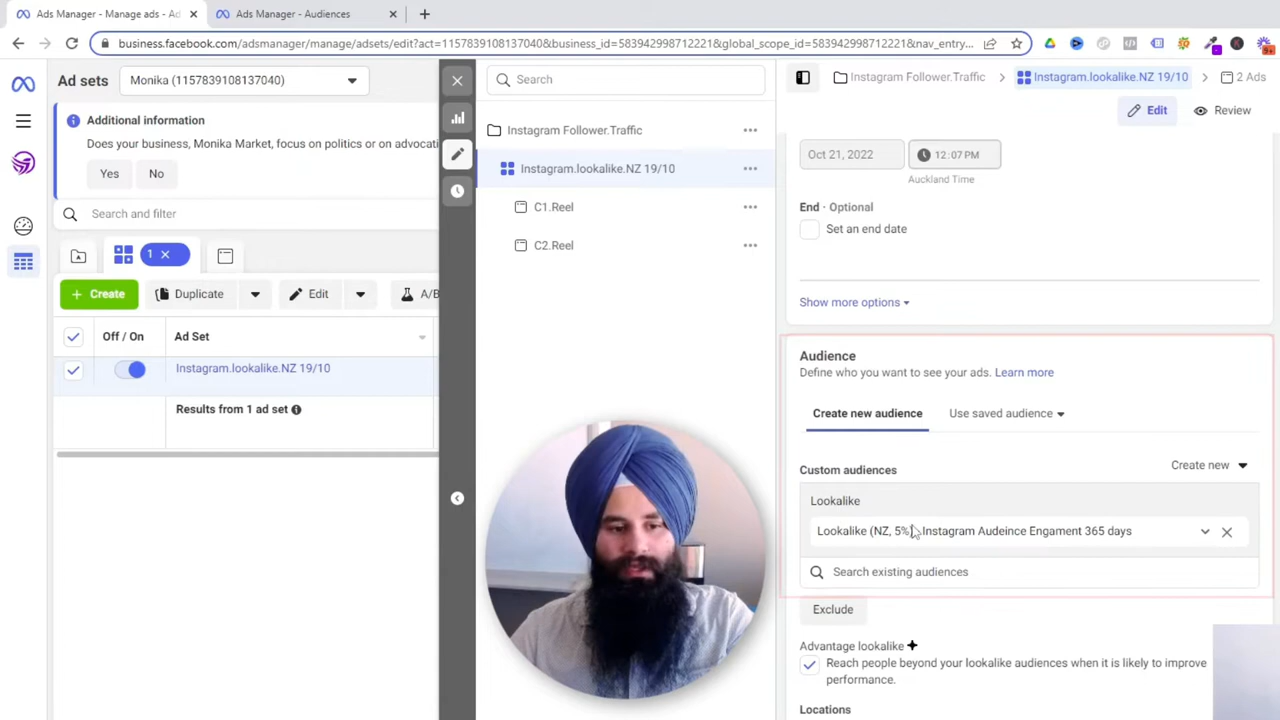 Ads Manager - Manage ads - Ad
Ads Manager - Audiences
business.facebook.com/adsmanager/manage/adsets/edit?act=1157839108137040&business_id=583942998712221&global_scope_id=583942998712221&nav_entry...
Ad sets
Monika (1157839108137040)
Additional information
Does your business, Monika Market, focus on politics or on advocati
Yes
No
Search and filter
1
Create
Duplicate
Edit
A/B
Off / On
Ad Set
Instagram.lookalike.NZ 19/10
Results from 1 ad set
Search
Instagram Follower.Traffic
Instagram.lookalike.NZ 19/10
C1.Reel
C2.Reel
Instagram Follower.Traffic
Instagram.lookalike.NZ 19/10
2 Ads
Edit
Review
Oct 21, 2022
12:07 PM
Auckland Time
End · Optional
Set an end date
Show more options
Audience
Define who you want to see your ads. Learn more
Create new audience
Use saved audience
Custom audiences
Create new
Lookalike
Lookalike (NZ, 5%) Instagram Audeince Engament 365 days
Search existing audiences
Exclude
Advantage lookalike
Reach people beyond your lookalike audiences when it is likely to improve
performance.
Locations